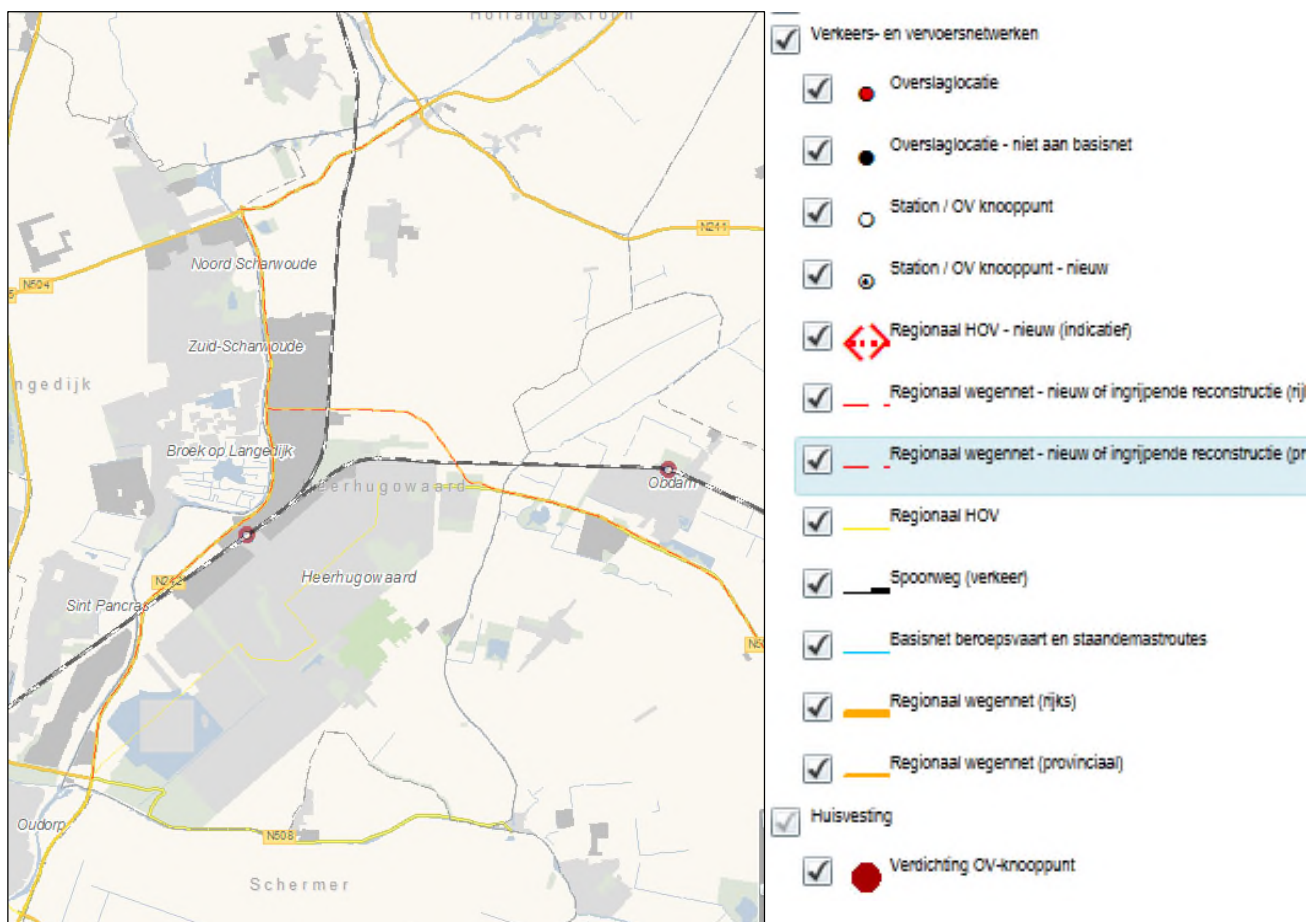 Hollands Kroon
N241
Noord Scharwoude
N504
Zuid-Scharwoude
ngedijk
Broek op Langedijk
Heerhugowaard
Obdam
N242
Heerhugowaard
Sint Pancras
N5
Oudorp
N508
Schermer
Verkeers- en vervoersnetwerken
Overslaglocatie
Overslaglocatie - niet aan basisnet
Station / OV knooppunt
Station / OV knooppunt - nieuw
Regionaal HOV - nieuw (indicatief)
Regionaal wegennet - nieuw of ingrijpende reconstructie (rij
Regionaal wegennet - nieuw of ingrijpende reconstructie (pr
Regionaal HOV
Spoorweg (verkeer)
Basisnet beroepsvaart en staandemastroutes
Regionaal wegennet (rijks)
Regionaal wegennet (provinciaal)
Huisvesting
Verdichting OV-knooppunt